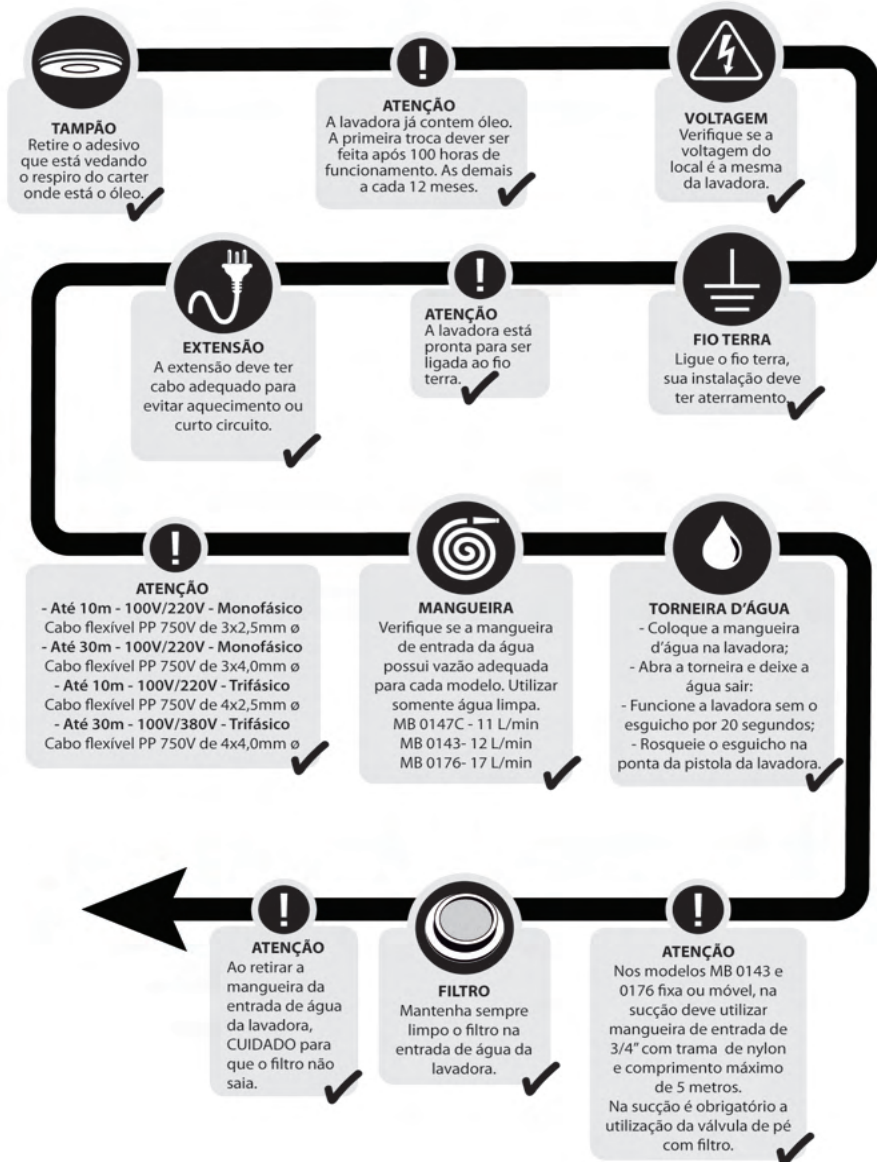 TAMPÃO
Retire o adesivo
que está vedando
o respiro do carter
onde está o óleo.
!
ATENÇÃO
A lavadora já contem óleo.
A primeira troca dever ser
feita após 100 horas de
funcionamento. As demais
a cada 12 meses.
VOLTAGEM
Verifique se a
voltagem do
local é a mesma
da lavadora.
FIO TERRA
Ligue o fio terra,
sua instalação deve
ter aterramento.
!
ATENÇÃO
A lavadora está
pronta para ser
ligada ao fio
terra.
EXTENSÃO
A extensão deve ter
cabo adequado para
evitar aquecimento ou
curto circuito.
!
ATENÇÃO
- Até 10m - 100V/220V - Monofásico
Cabo flexível PP 750V de 3x2,5mm ø
- Até 30m - 100V/220V - Monofásico
Cabo flexível PP 750V de 3x4,0mm ø
- Até 10m - 100V/220V - Trifásico
Cabo flexível PP 750V de 4x2,5mm ø
- Até 30m - 100V/380V - Trifásico
Cabo flexível PP 750V de 4x4,0mm ø
MANGUEIRA
Verifique se a mangueira
de entrada da água
possui vazão adequada
para cada modelo. Utilizar
somente água limpa.
MB 0147C - 11 L/min
MB 0143- 12 L/min
MB 0176- 17 L/min
TORNEIRA D'ÁGUA
- Coloque a mangueira
d'água na lavadora;
- Abra a torneira e deixe a
água sair:
- Funcione a lavadora sem o
esguicho por 20 segundos;
- Rosqueie o esguicho na
ponta da pistola da lavadora.
!
ATENÇÃO
Nos modelos MB 0143 e
0176 fixa ou móvel, na
sucção deve utilizar
mangueira de entrada de
3/4" com trama de nylon
e comprimento máximo
de 5 metros.
Na sucção é obrigatório a
utilização da válvula de pé
com filtro.
FILTRO
Mantenha sempre
limpo o filtro na
entrada de água da
lavadora.
!
ATENÇÃO
Ao retirar a
mangueira da
entrada de água
da lavadora,
CUIDADO para
que o filtro não
saia.